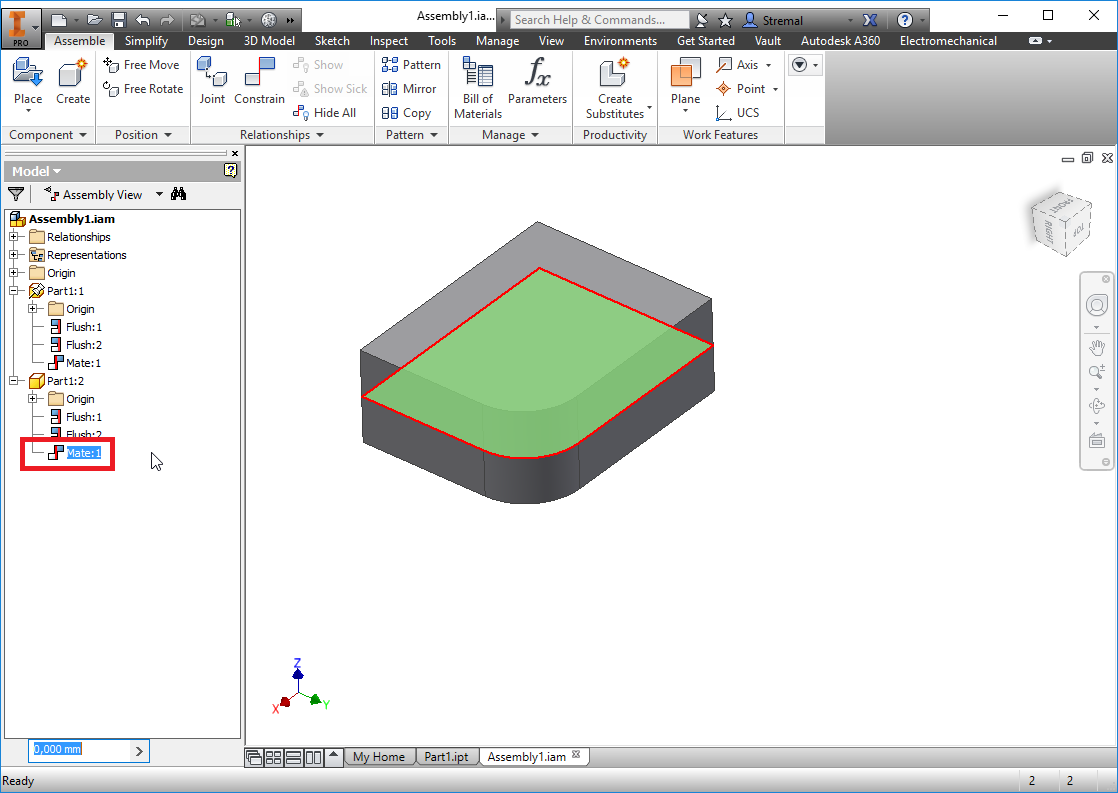 PRO
Assembly1.ia...
Search Help & Commands...
Stremal
Assemble Simplify Design 3D Model Sketch Inspect Tools Manage View Environments Get Started Vault Autodesk A360 Electromechanical
Place
Create
Component
Free Move
Free Rotate
Position
Joint
Constrain
Show
Show Sick
Hide All
Relationships
Pattern
Mirror
Copy
Pattern
Bill of
Materials
fx
Parameters
Manage
Create
Substitutes
Productivity
Plane
Axis
Point
UCS
Work Features
Model
Assembly View
Assembly1.iam
Relationships
Representations
Origin
Part1:1
Origin
Flush:1
Flush:2
Mate:1
Part1:2
Origin
Flush:1
Flush:2
Mate:1
0,000 mm
FRONT
RIGHT
TOP
Z
X
Y
My Home
Part1.ipt
Assembly1.iam
Ready
2
2